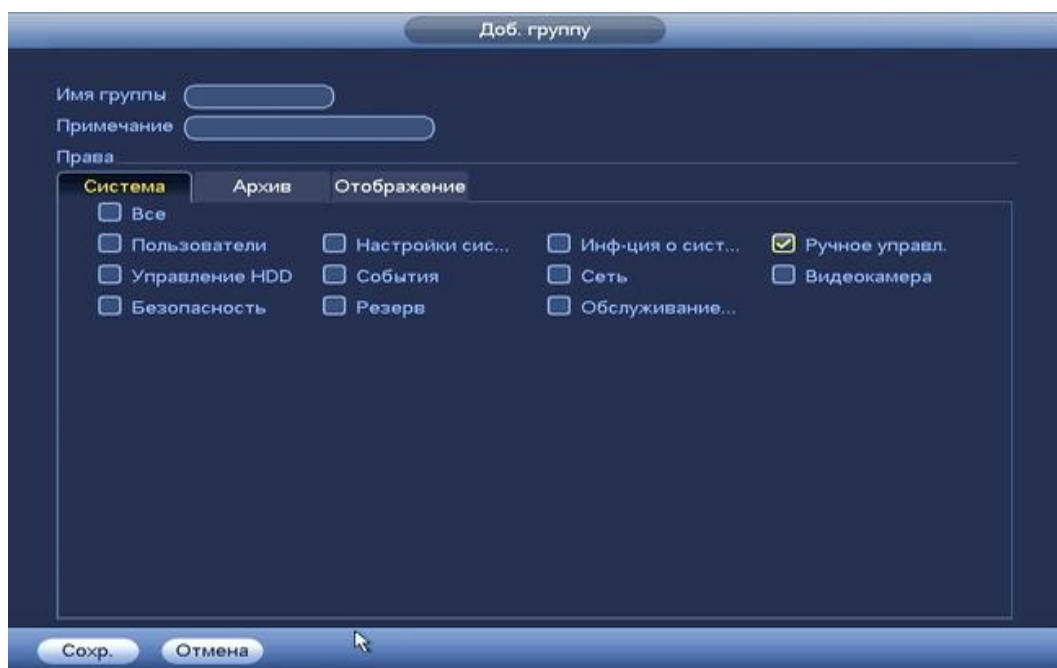 Доб. группу
Имя группы
Примечание
Права
Система Архив Отображение
Все
Пользователи Настройки сис... Инф-ция о сист... Ручное управл.
Управление HDD События Сеть Видеокамера
Безопасность Резерв Обслуживание...
Сохр. Отмена